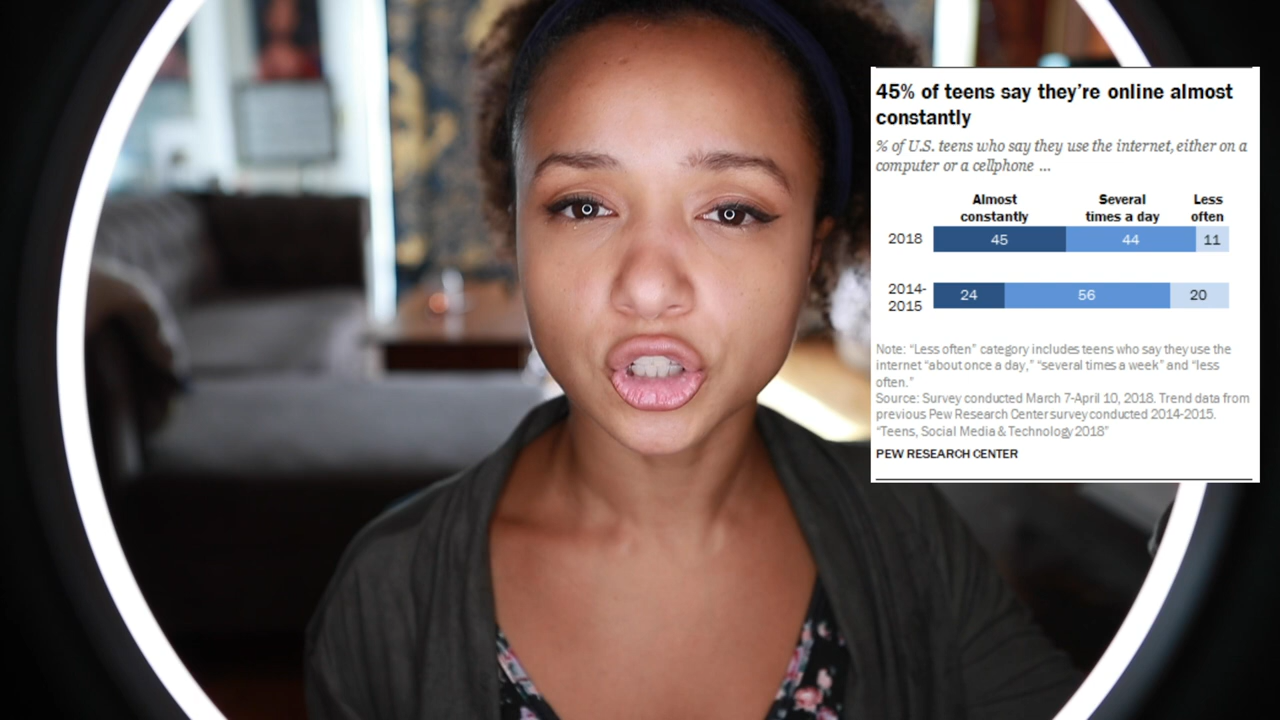 45% of teens say they're online almost
constantly
% of U.S. teens who say they use the internet, either on a
computer or a cellphone ...
Almost
constantly
Several
times a day
Less
often
2018
45
44
11
2014-
2015
24
56
20
Note: “Less often” category includes teens who say they use the
internet “about once a day,” “several times a week” and “less
often.”
Source: Survey conducted March 7-April 10, 2018. Trend data from
previous Pew Research Center survey conducted 2014-2015.
“Teens, Social Media & Technology 2018”
PEW RESEARCH CENTER